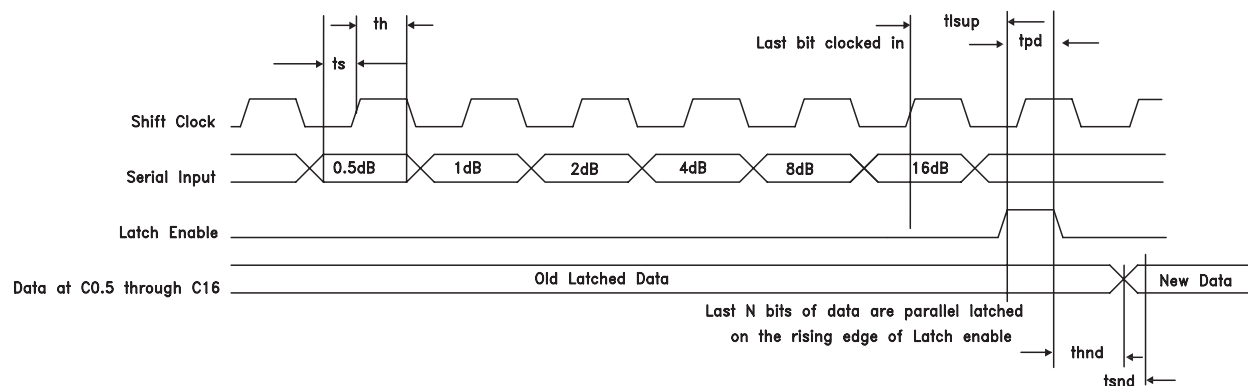 th
tlsup
Last bit clocked in
tpd
ts
Shift Clock
Serial Input
0.5dB
1dB
2dB
4dB
8dB
16dB
Latch Enable
Data at C0.5 through C16
Old Latched Data
New Data
Last N bits of data are parallel latched
on the rising edge of Latch enable
thnd
tsnd